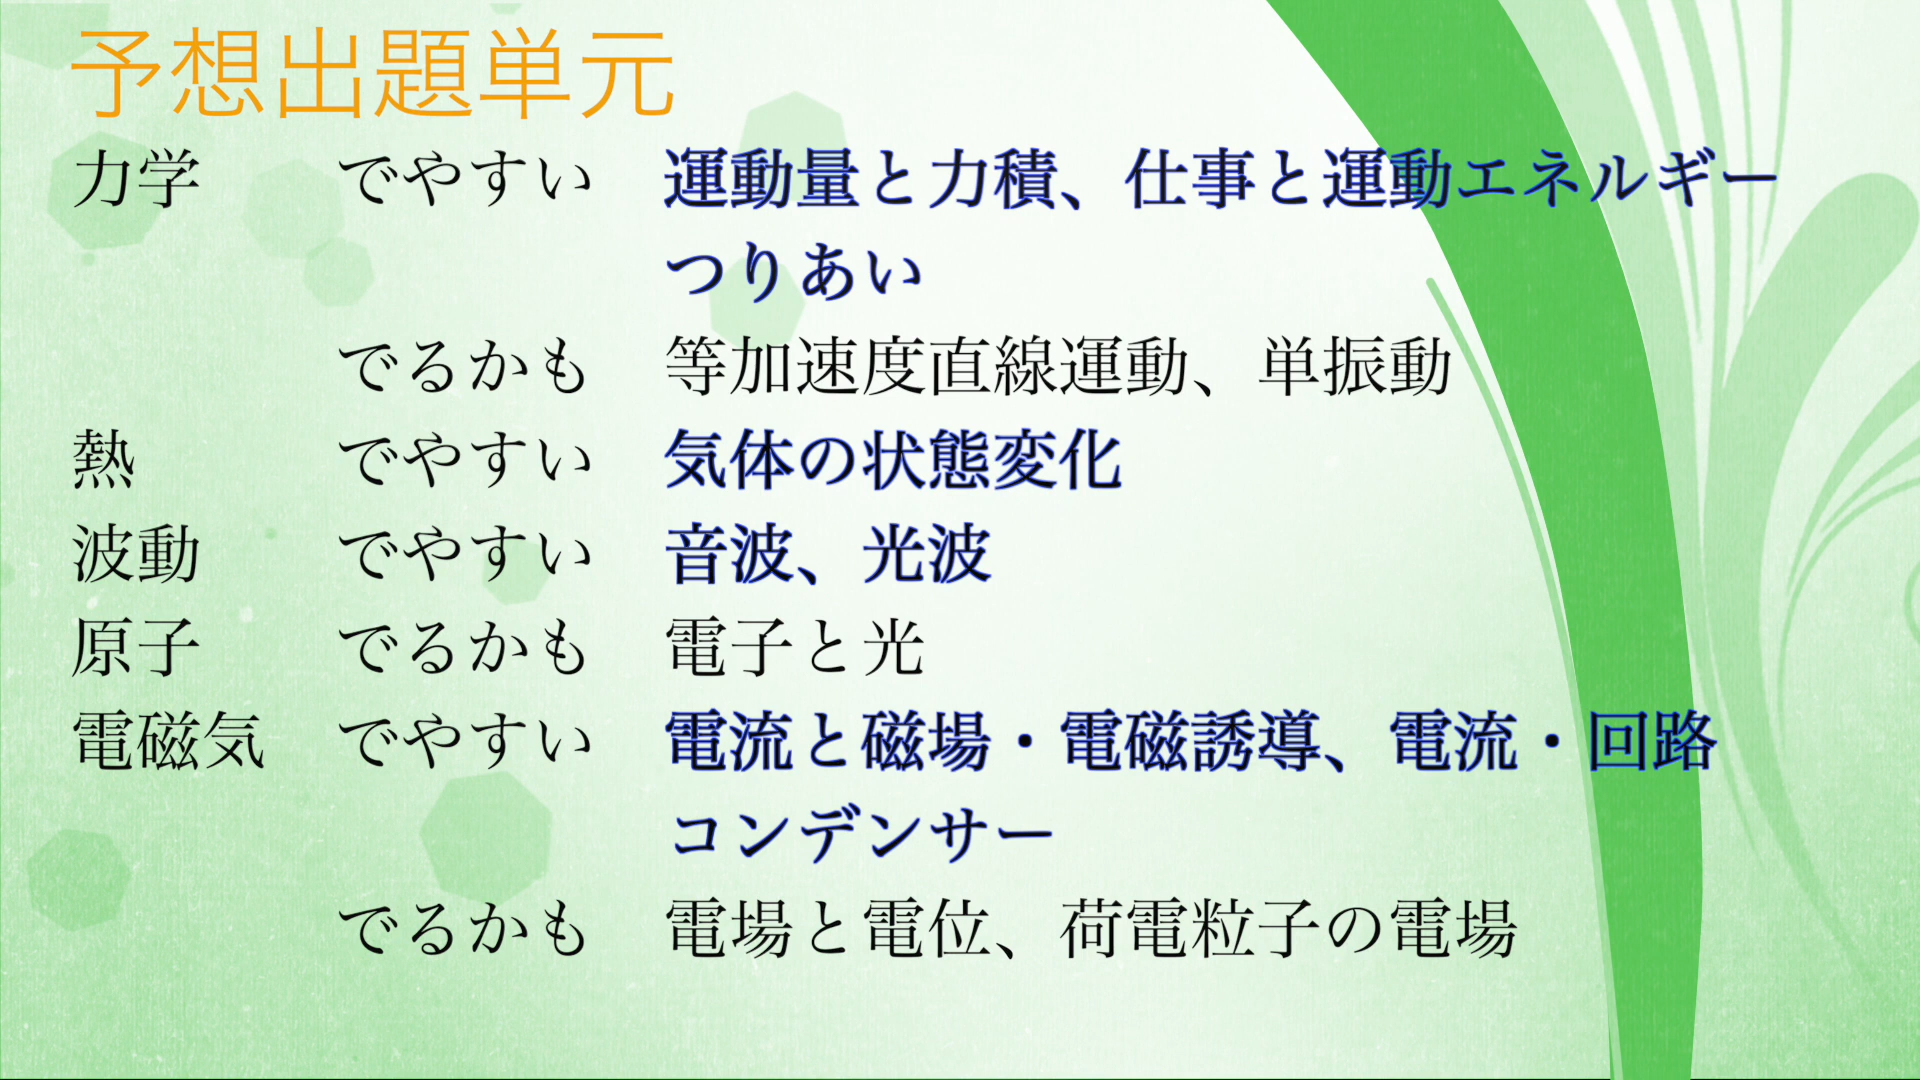 予想出題単元
力学 でやすい 運動量と力積、仕事と運動エネルギー
つりあい
でるかも 等加速度直線運動、単振動
熱 でやすい 気体の状態変化
波動 でやすい 音波、光波
原子 でるかも 電子と光
電磁気 でやすい 電流と磁場・電磁誘導、電流・回路
コンデンサー
でるかも 電場と電位、荷電粒子の電場